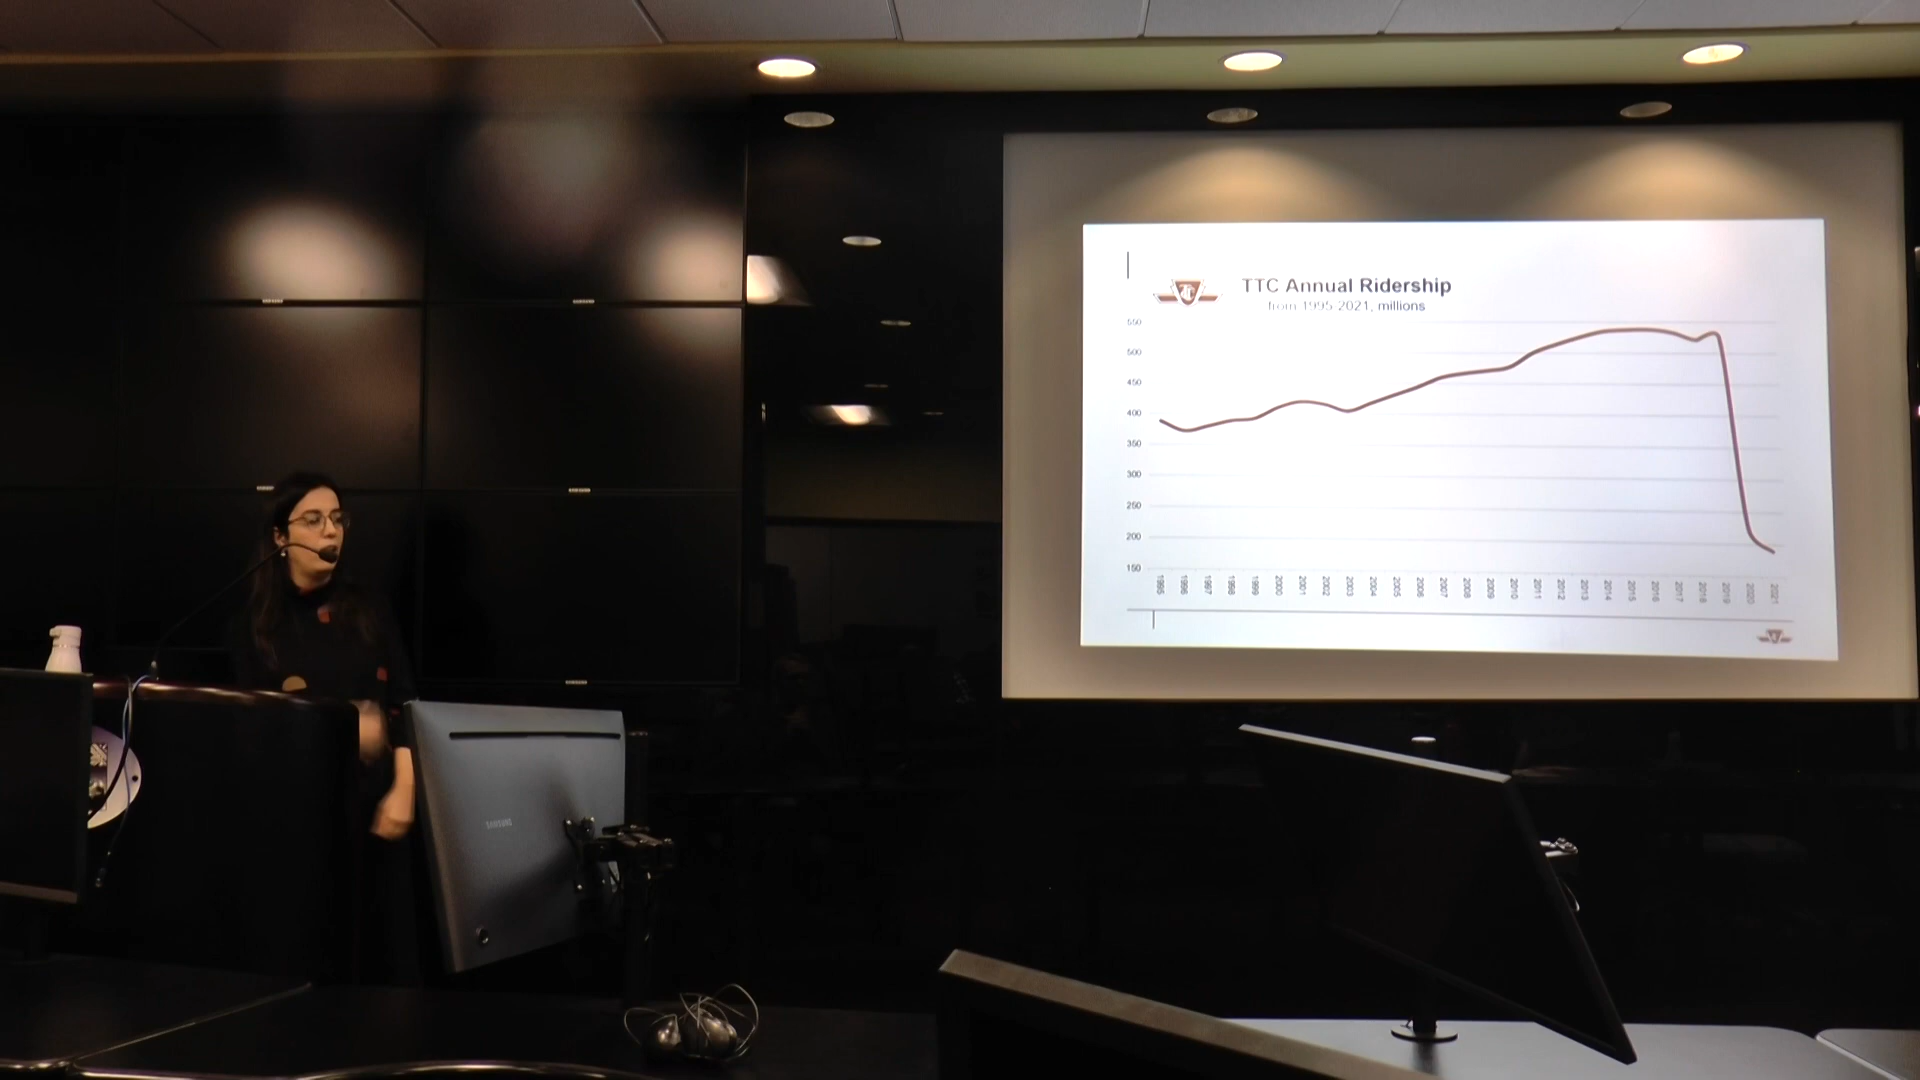 TTC Annual Ridership
from 1995-2021, millions
550
500
450
400
350
300
250
200
150
1995 1996 1997 1998 1999 2000 2001 2002 2003 2004 2005 2006 2007 2008 2009 2010 2011 2012 2013 2014 2015 2016 2017 2018 2019 2020 2021
SAMSUNG